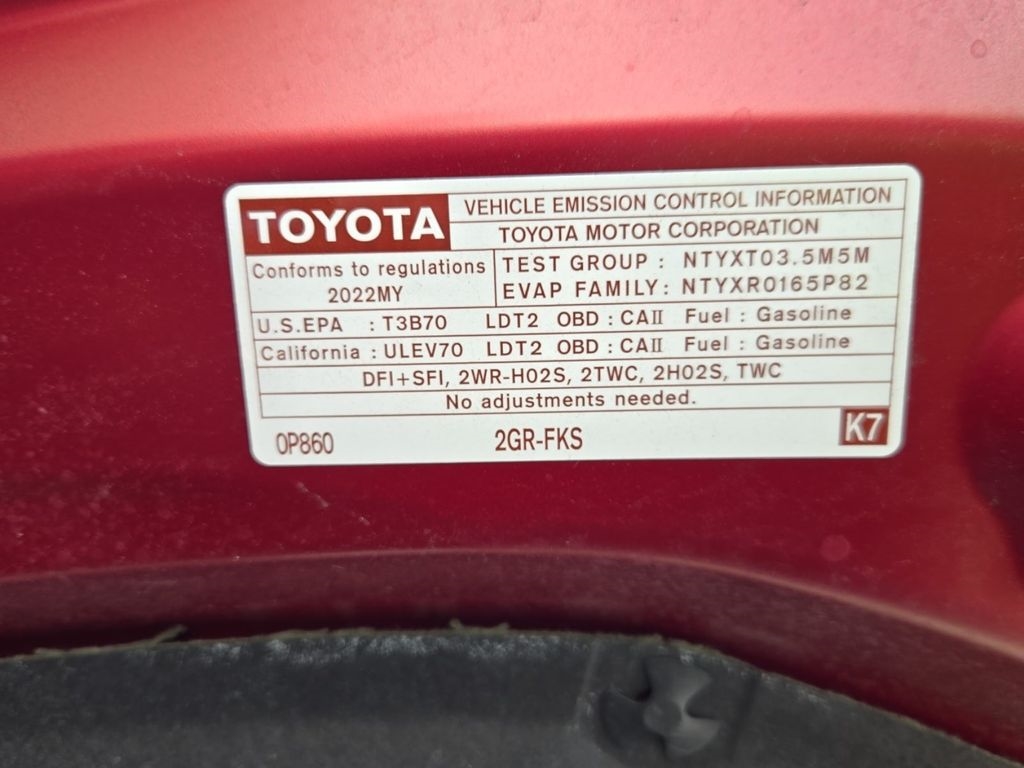 TOYOTA
VEHICLE EMISSION CONTROL INFORMATION
TOYOTA MOTOR CORPORATION
Conforms to regulations
2022MY
TEST GROUP : NTYXT03.5M5M
EVAP FAMILY: NTYXR0165P82
U.S.EPA : T3B70 LDT2 OBD : CAII Fuel : Gasoline
California : ULEV70 LDT2 OBD : CAII Fuel : Gasoline
DFI+SFI, 2WR-HO2S, 2TWC, 2HO2S, TWC
No adjustments needed.
0P860
2GR-FKS
K7